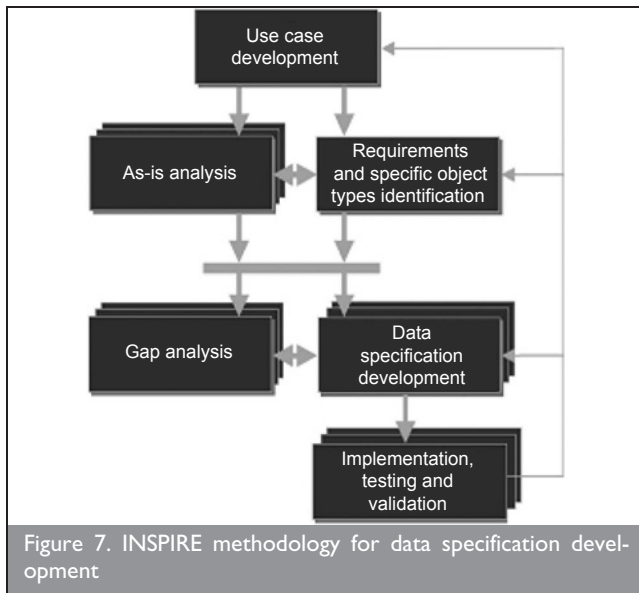 Use case
development
As-is analysis
Requirements
and specific object
types identification
Gap analysis
Data
specification
development
Implementation,
testing and
validation
Figure 7. INSPIRE methodology for data specification devel-
opment